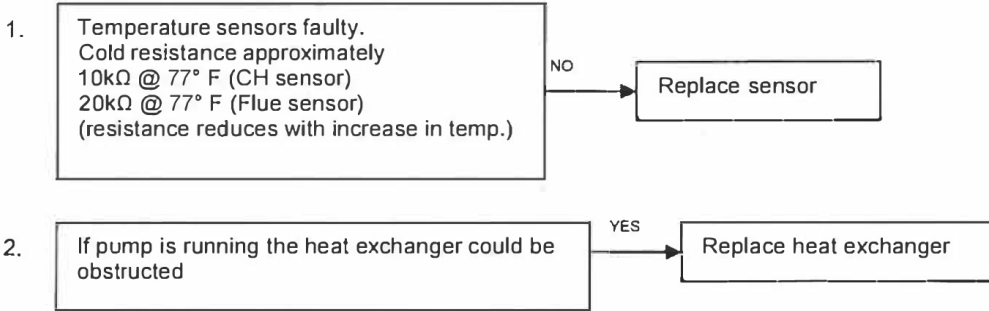 1.
Temperature sensors faulty.
Cold resistance approximately
10kΩ @ 77° F (CH sensor)
20kΩ @ 77° F (Flue sensor)
(resistance reduces with increase in temp.)
NO
Replace sensor
2.
If pump is running the heat exchanger could be
obstructed
YES
Replace heat exchanger